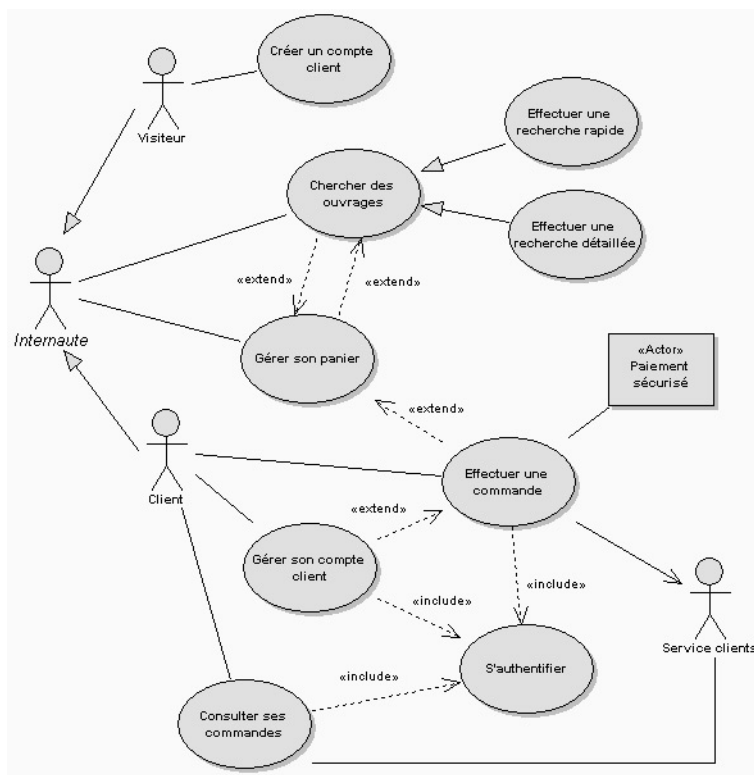 Créer un compte
client
Visiteur
Effectuer une
recherche rapide
Chercher des
ouvrages
Effectuer une
recherche détaillée
«extend»
«extend»
Internaute
Gérer son panier
«Actor»
Paiement
sécurisé
«extend»
Client
Effectuer une
commande
«extend»
Gérer son compte
client
«include»
«include»
Service clients
S'authentifier
«include»
Consulter ses
commandes